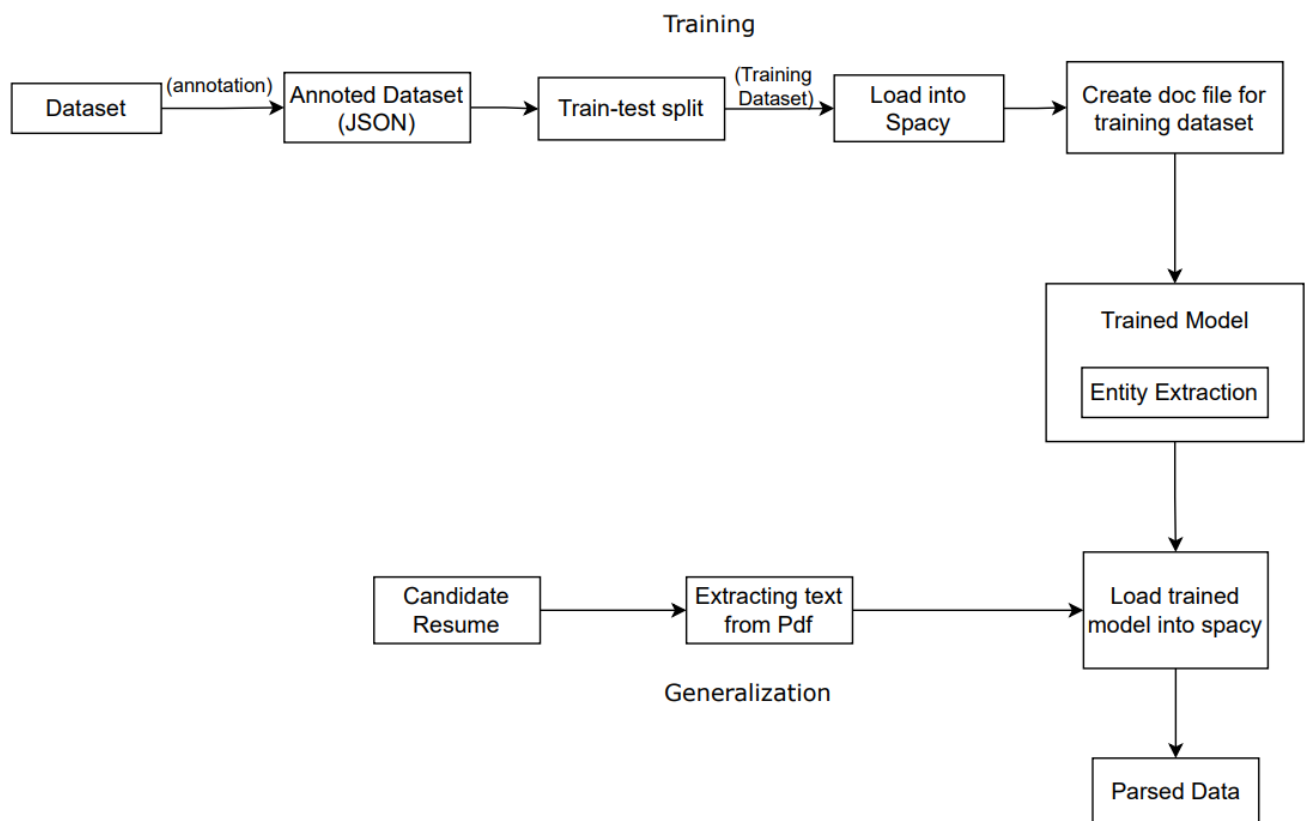 Training
Dataset
(annotation)
Annoted Dataset
(JSON)
Train-test split
(Training
Dataset)
Load into
Spacy
Create doc file for
training dataset
Trained Model
Entity Extraction
Candidate
Resume
Extracting text
from Pdf
Load trained
model into spacy
Generalization
Parsed Data